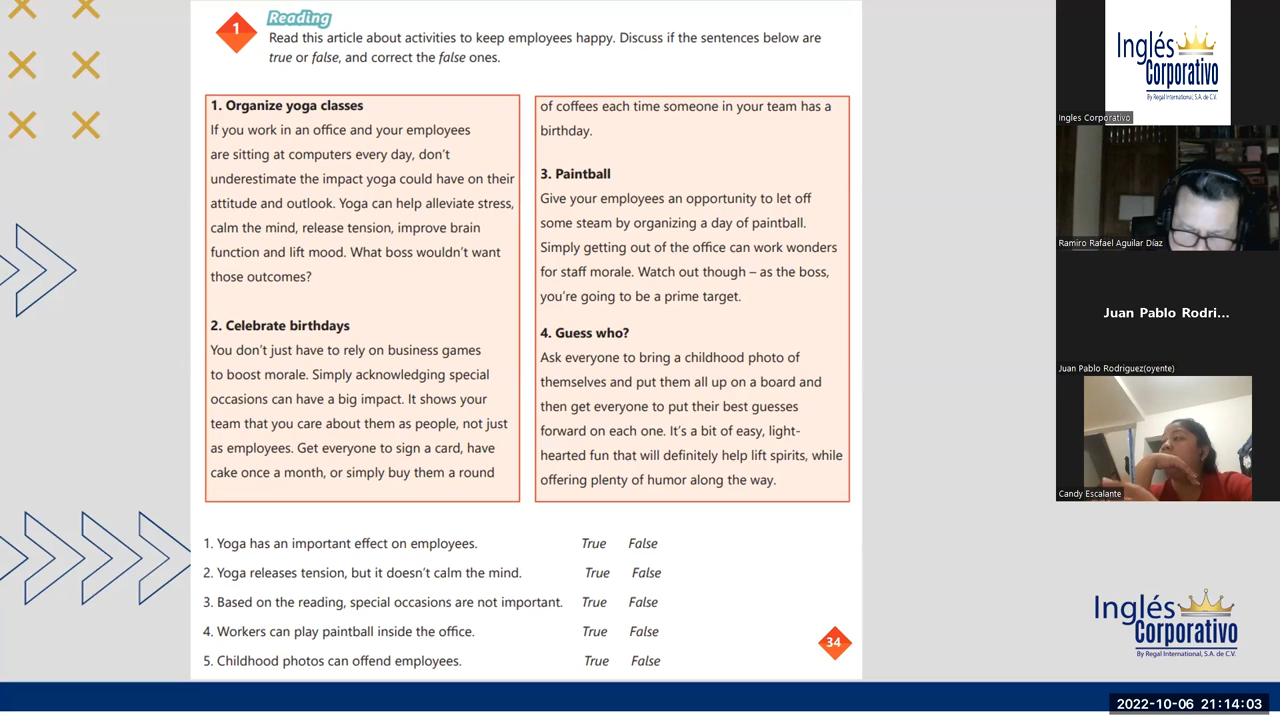 1
Reading
Read this article about activities to keep employees happy. Discuss if the sentences below are
true or false, and correct the false ones.
1. Organize yoga classes
If you work in an office and your employees
are sitting at computers every day, don't
underestimate the impact yoga could have on their
attitude and outlook. Yoga can help alleviate stress,
calm the mind, release tension, improve brain
function and lift mood. What boss wouldn't want
those outcomes?
2. Celebrate birthdays
You don't just have to rely on business games
to boost morale. Simply acknowledging special
occasions can have a big impact. It shows your
team that you care about them as people, not just
as employees. Get everyone to sign a card, have
cake once a month, or simply buy them a round
of coffees each time someone in your team has a
birthday.
3. Paintball
Give your employees an opportunity to let off
some steam by organizing a day of paintball.
Simply getting out of the office can work wonders
for staff morale. Watch out though – as the boss,
you're going to be a prime target.
4. Guess who?
Ask everyone to bring a childhood photo of
themselves and put them all up on a board and
then get everyone to put their best guesses
forward on each one. It's a bit of easy, light-
hearted fun that will definitely help lift spirits, while
offering plenty of humor along the way.
1. Yoga has an important effect on employees. True False
2. Yoga releases tension, but it doesn't calm the mind. True False
3. Based on the reading, special occasions are not important. True False
4. Workers can play paintball inside the office. True False
5. Childhood photos can offend employees. True False
34
Inglés
Corporativo
By Regal International, S.A. de C.V.
Ingles Corporativo
Ramiro Rafael Aguilar Díaz
Juan Pablo Rodri...
Juan Pablo Rodriguez(oyente)
Candy Escalante
Inglés
Corporativo
By Regal International, S.A. de C.V.
2022-10-06 21:14:03